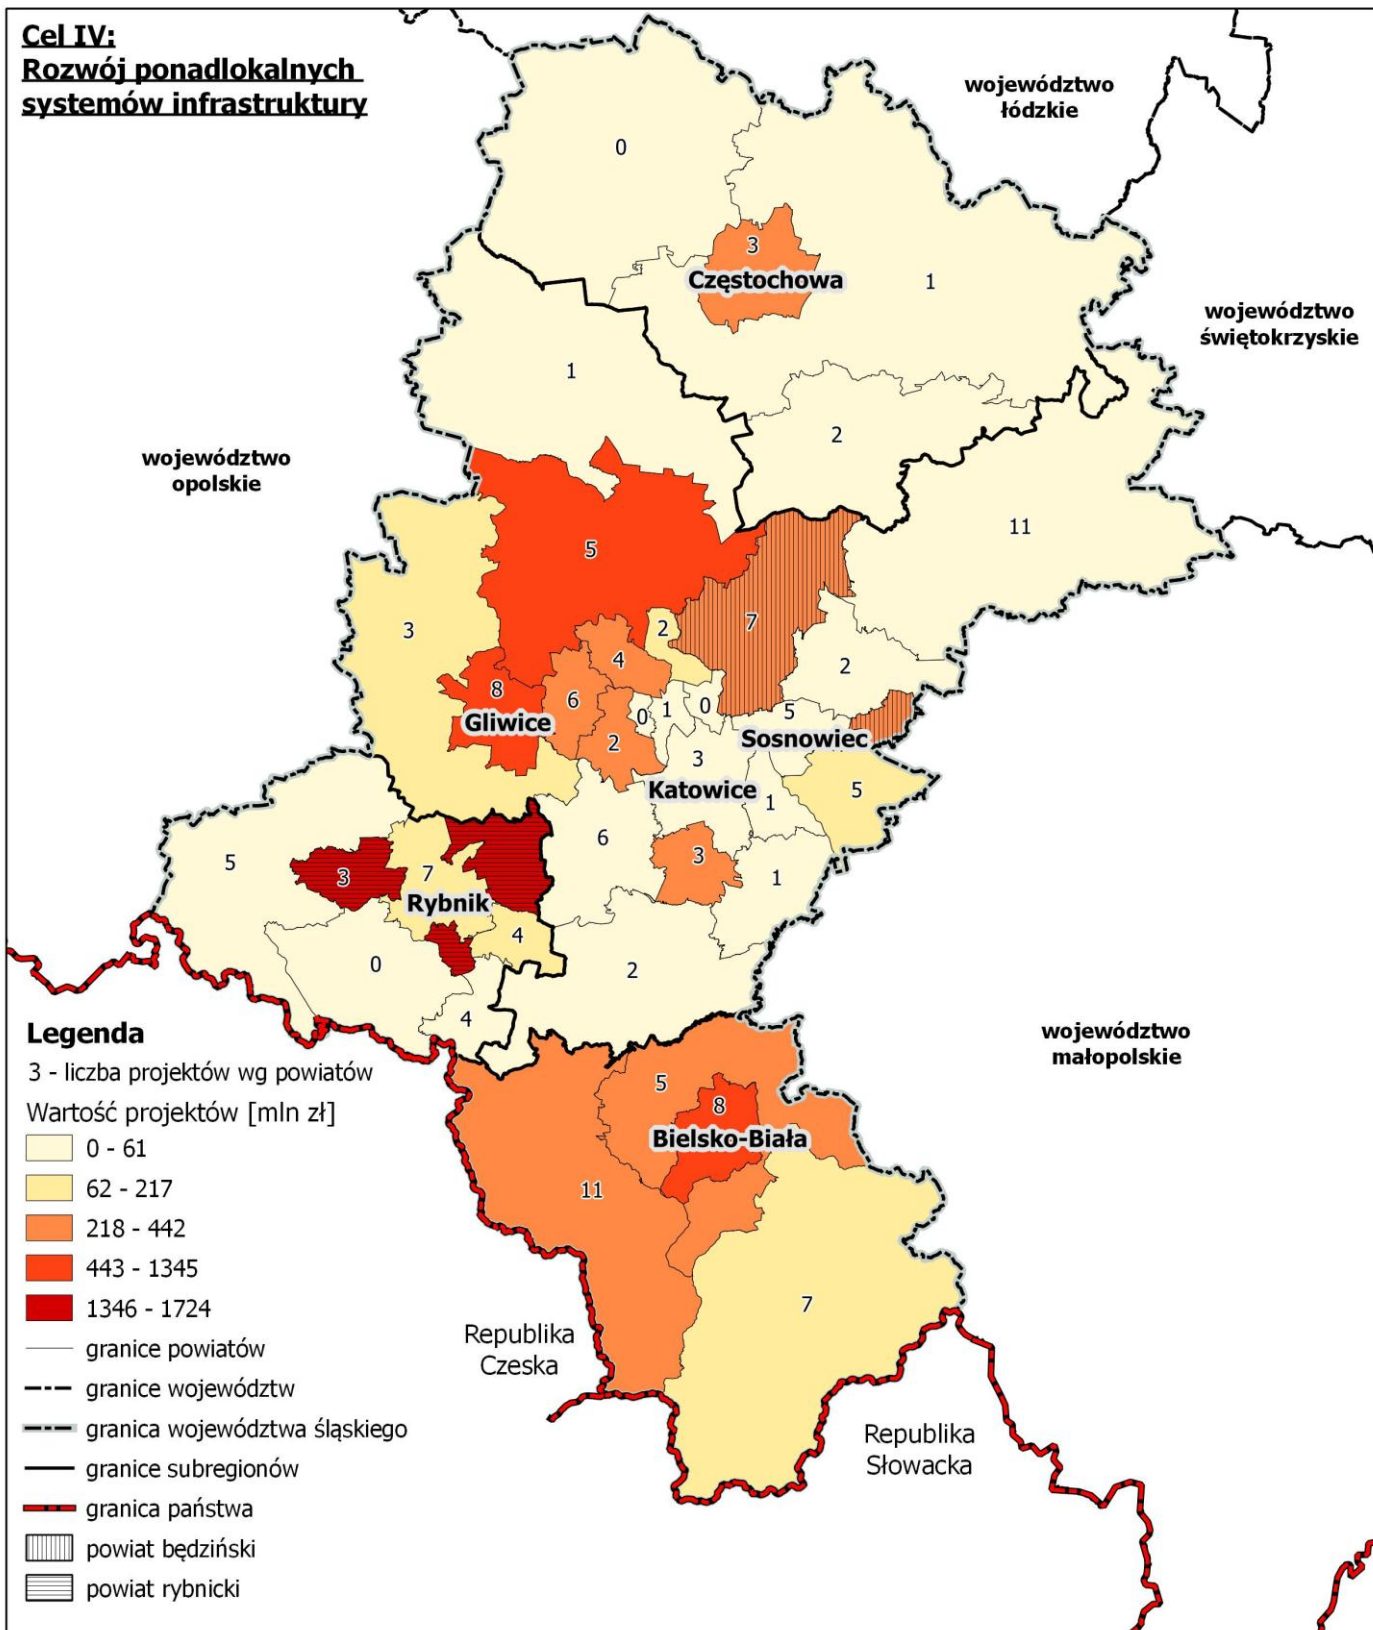 Cel IV:
Rozwój ponadlokalnych
systemów infrastruktury
województwo
łódzkie
0
3
Częstochowa
1
województwo
świętokrzyskie
1
2
województwo
opolskie
11
5
3
7
2
4
2
8
Gliwice
6
0
1
0
5
Sosnowiec
2
3
Katowice
1
5
6
3
1
5
3
7
Rybnik
4
0
2
4
województwo
małopolskie
5
8
Bielsko-Biała
11
7
Republika
Czeska
Republika
Słowacka
Legenda
3 - liczba projektów wg powiatów
Wartość projektów [mln zł]
0 - 61
62 - 217
218 - 442
443 - 1345
1346 - 1724
granice powiatów
granice województw
granica województwa śląskiego
granice subregionów
granica państwa
powiat będziński
powiat rybnicki